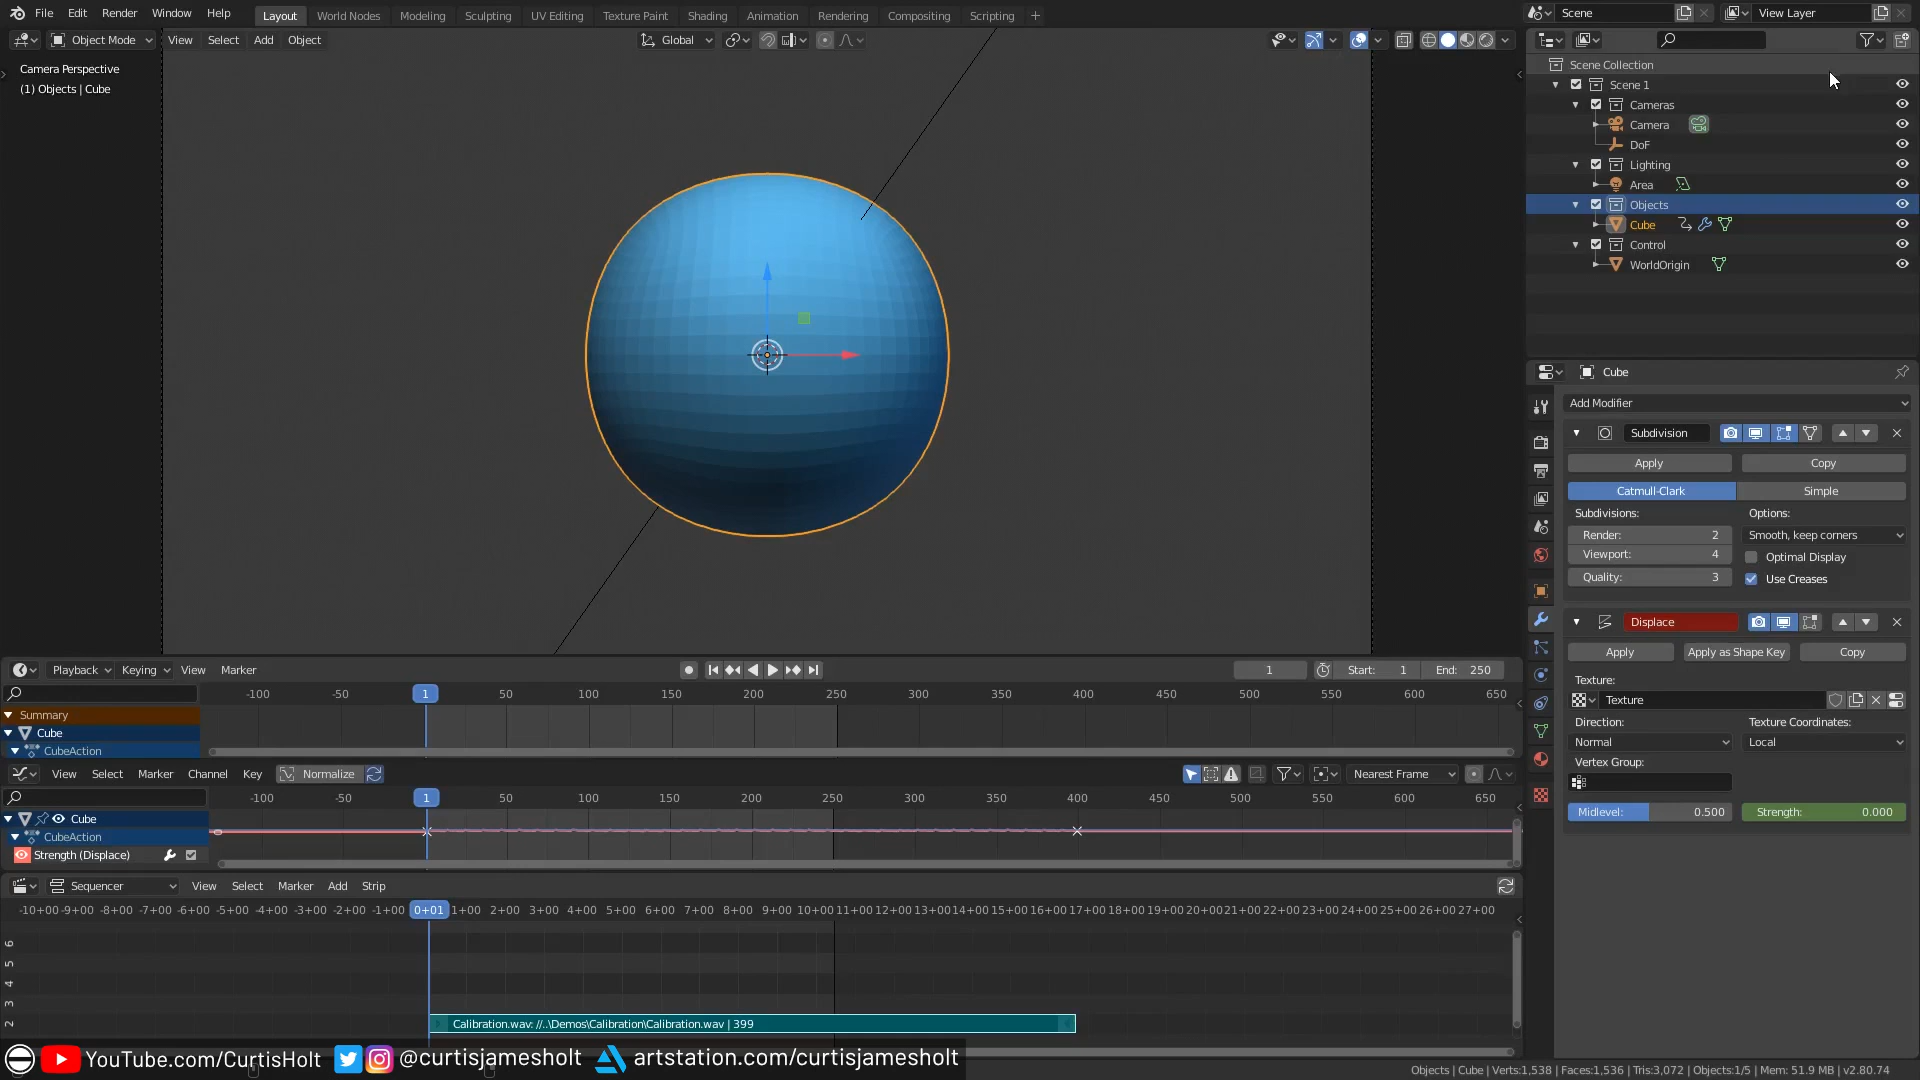 File Edit Render Window Help Layout World Nodes Modeling Sculpting UV Editing Texture Paint Shading Animation Rendering Compositing Scripting + Scene View Layer
Object Mode View Select Add Object Global
Camera Perspective
(1) Objects | Cube
Scene Collection
Scene 1
Cameras
Camera
DoF
Lighting
Area
Objects
Cube
Control
WorldOrigin
Cube
Add Modifier
Subdivision
Apply Copy
Catmull-Clark Simple
Subdivisions: Options:
Render: 2 Smooth, keep corners
Viewport: 4 Optimal Display
Quality: 3 Use Creases
Displace
Apply Apply as Shape Key Copy
Texture:
Texture
Direction: Texture Coordinates:
Normal Local
Vertex Group:
Midlevel: 0.500 Strength: 0.000
Playback Keying View Marker 1 Start: 1 End: 250
-100 -50 1 50 100 150 200 250 300 350 400 450 500 550 600 650
Summary
Cube
CubeAction
View Select Marker Channel Key Normalize Nearest Frame
-100 -50 1 50 100 150 200 250 300 350 400 450 500 550 600 650
Cube
CubeAction
Strength (Displace)
Sequencer View Select Marker Add Strip
-10+00 -9+00 -8+00 -7+00 -6+00 -5+00 -4+00 -3+00 -2+00 -1+00 0+01 1+00 2+00 3+00 4+00 5+00 6+00 7+00 8+00 9+00 10+00 11+00 12+00 13+00 14+00 15+00 16+00 17+00 18+00 19+00 20+00 21+00 22+00 23+00 24+00 25+00 26+00 27+00
6
5
4
3
2
Calibration.wav: //..\Demos\Calibration\Calibration.wav | 399
YouTube.com/CurtisHolt @curtisjamesholt artstation.com/curtisjamesholt
Objects | Cube | Verts:1,538 | Faces:1,536 | Tris:3,072 | Objects:1/5 | Mem: 51.9 MB | v2.80.74